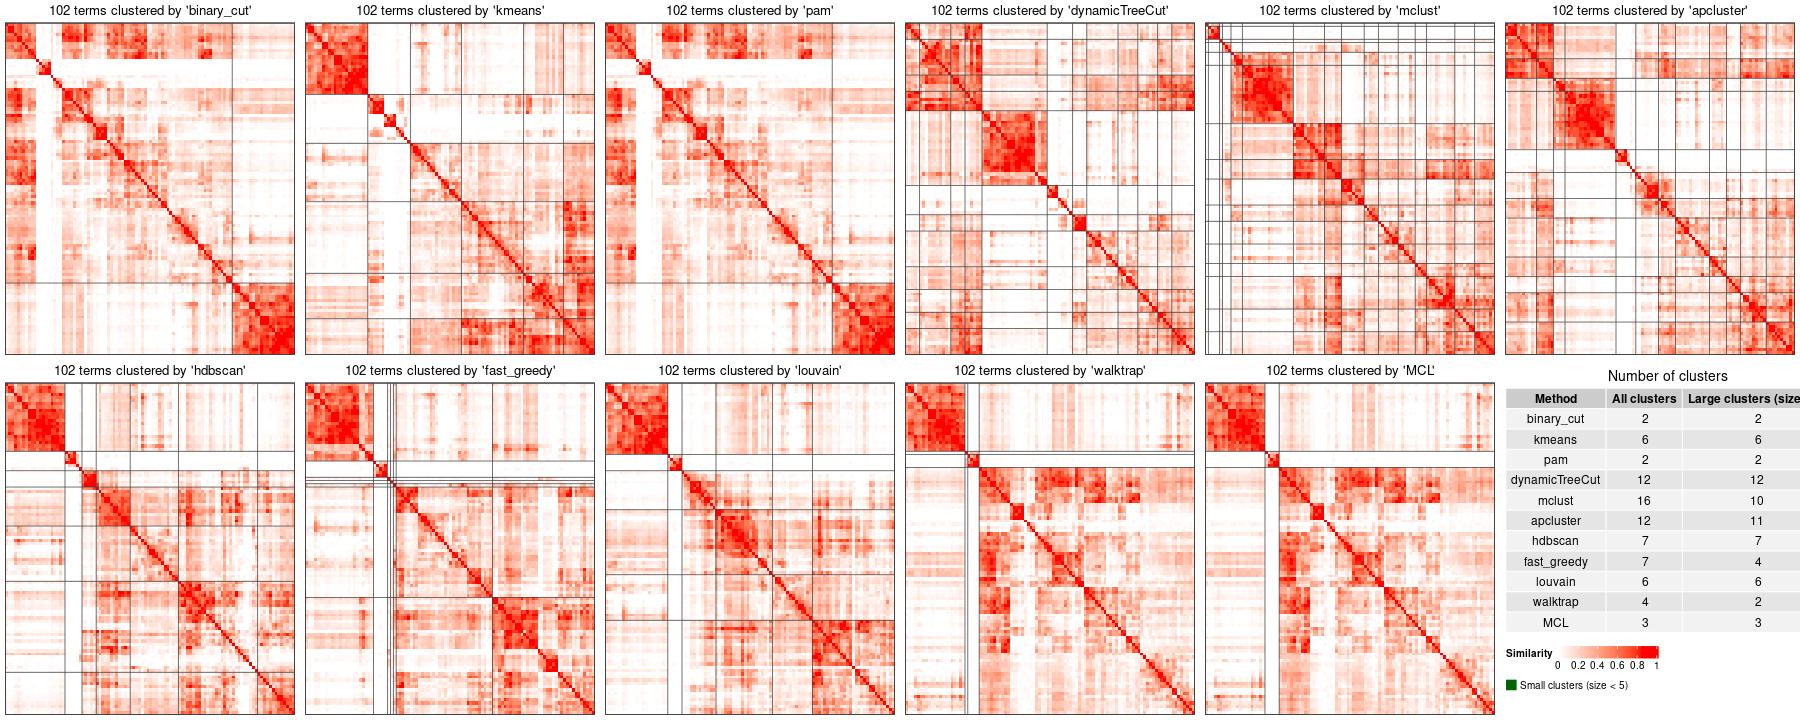 102 terms clustered by 'binary_cut'
102 terms clustered by 'kmeans'
102 terms clustered by 'pam'
102 terms clustered by 'dynamicTreeCut'
102 terms clustered by 'mclust'
102 terms clustered by 'apcluster'
102 terms clustered by 'hdbscan'
102 terms clustered by 'fast_greedy'
102 terms clustered by 'louvain'
102 terms clustered by 'walktrap'
102 terms clustered by 'MCL'
Number of clusters
Method All clusters Large clusters (size
binary_cut 2 2
kmeans 6 6
pam 2 2
dynamicTreeCut 12 12
mclust 16 10
apcluster 12 11
hdbscan 7 7
fast_greedy 7 4
louvain 6 6
walktrap 4 2
MCL 3 3
Similarity
0 0.2 0.4 0.6 0.8 1
Small clusters (size < 5)